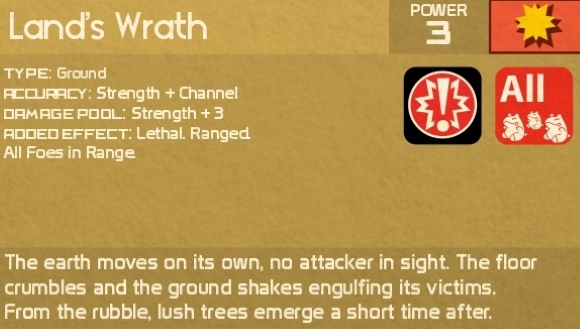 Land's Wrath
POWER
3
TYPE: Ground
ACCURACY: Strength + Channel
DAMAGE POOL: Strength + 3
ADDED EFFECT: Lethal. Ranged.
All Foes in Range.
All
The earth moves on its own, no attacker in sight. The floor
crumbles and the ground shakes engulfing its victims.
From the rubble, lush trees emerge a short time after.